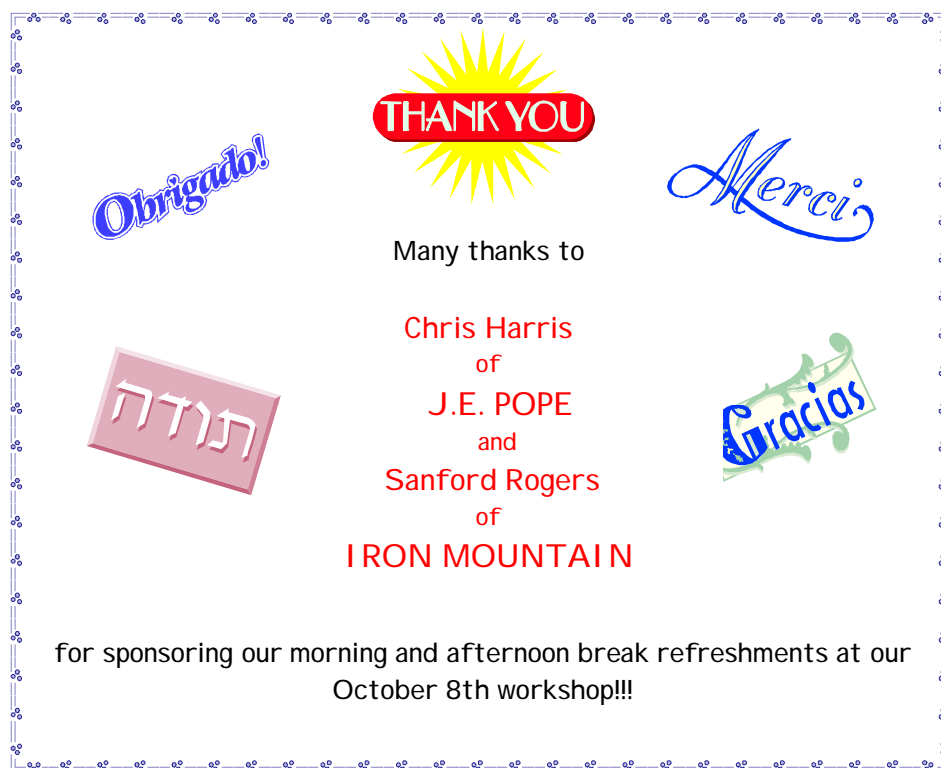 THANK YOU
Obrigado!
Merci
Many thanks to
Chris Harris
of
J.E. POPE
and
Sanford Rogers
of
IRON MOUNTAIN
תודה
Gracias
for sponsoring our morning and afternoon break refreshments at our
October 8th workshop!!!